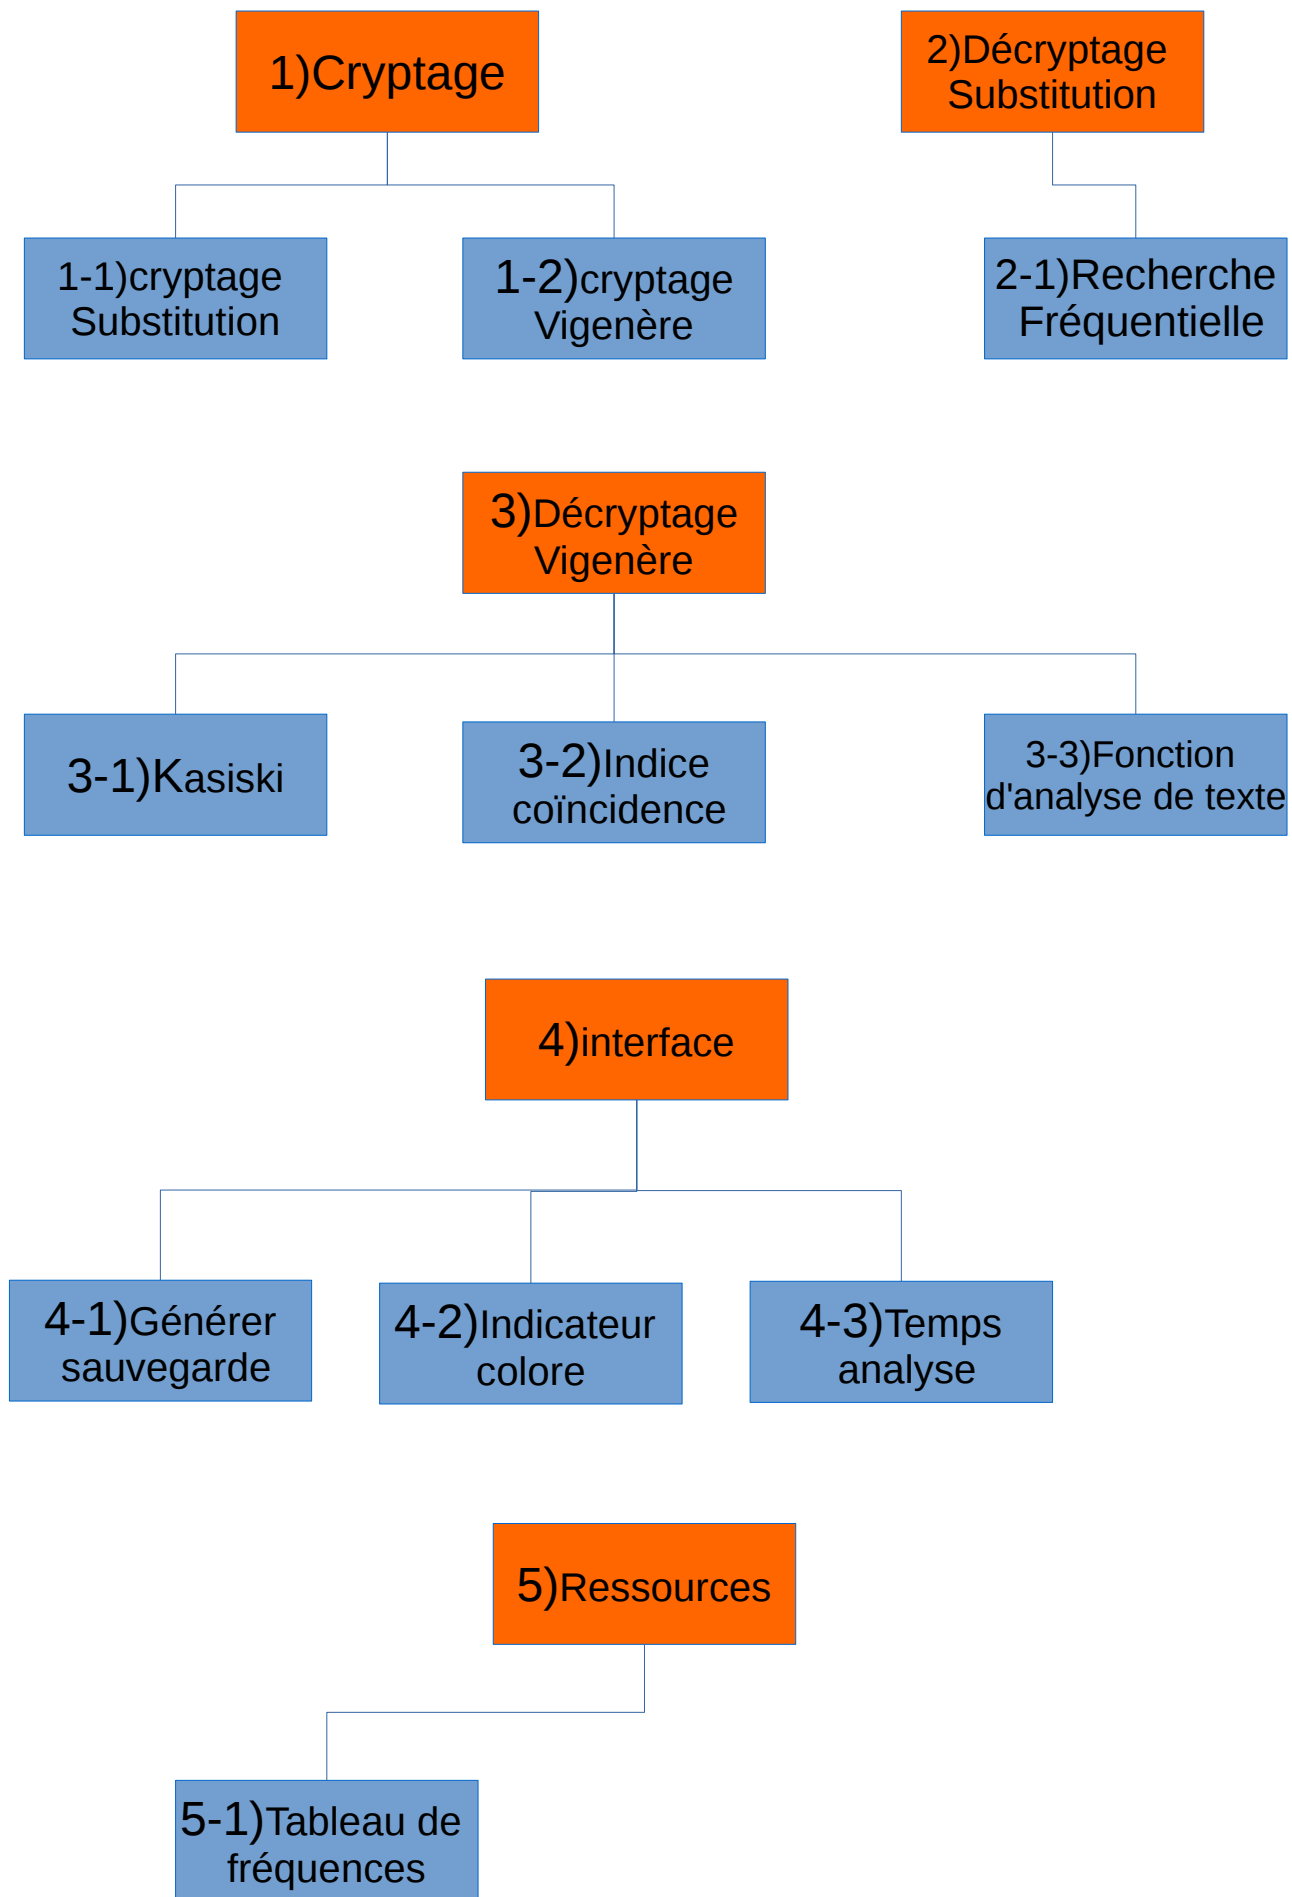 1)Cryptage
2)Décryptage
Substitution
1-1)cryptage
Substitution
1-2)cryptage
Vigenère
2-1)Recherche
Fréquentielle
3)Décryptage
Vigenère
3-1)Kasiski
3-2)Indice
coïncidence
3-3)Fonction
d'analyse de texte
4)interface
4-1)Générer
sauvegarde
4-2)Indicateur
colore
4-3)Temps
analyse
5)Ressources
5-1)Tableau de
fréquences